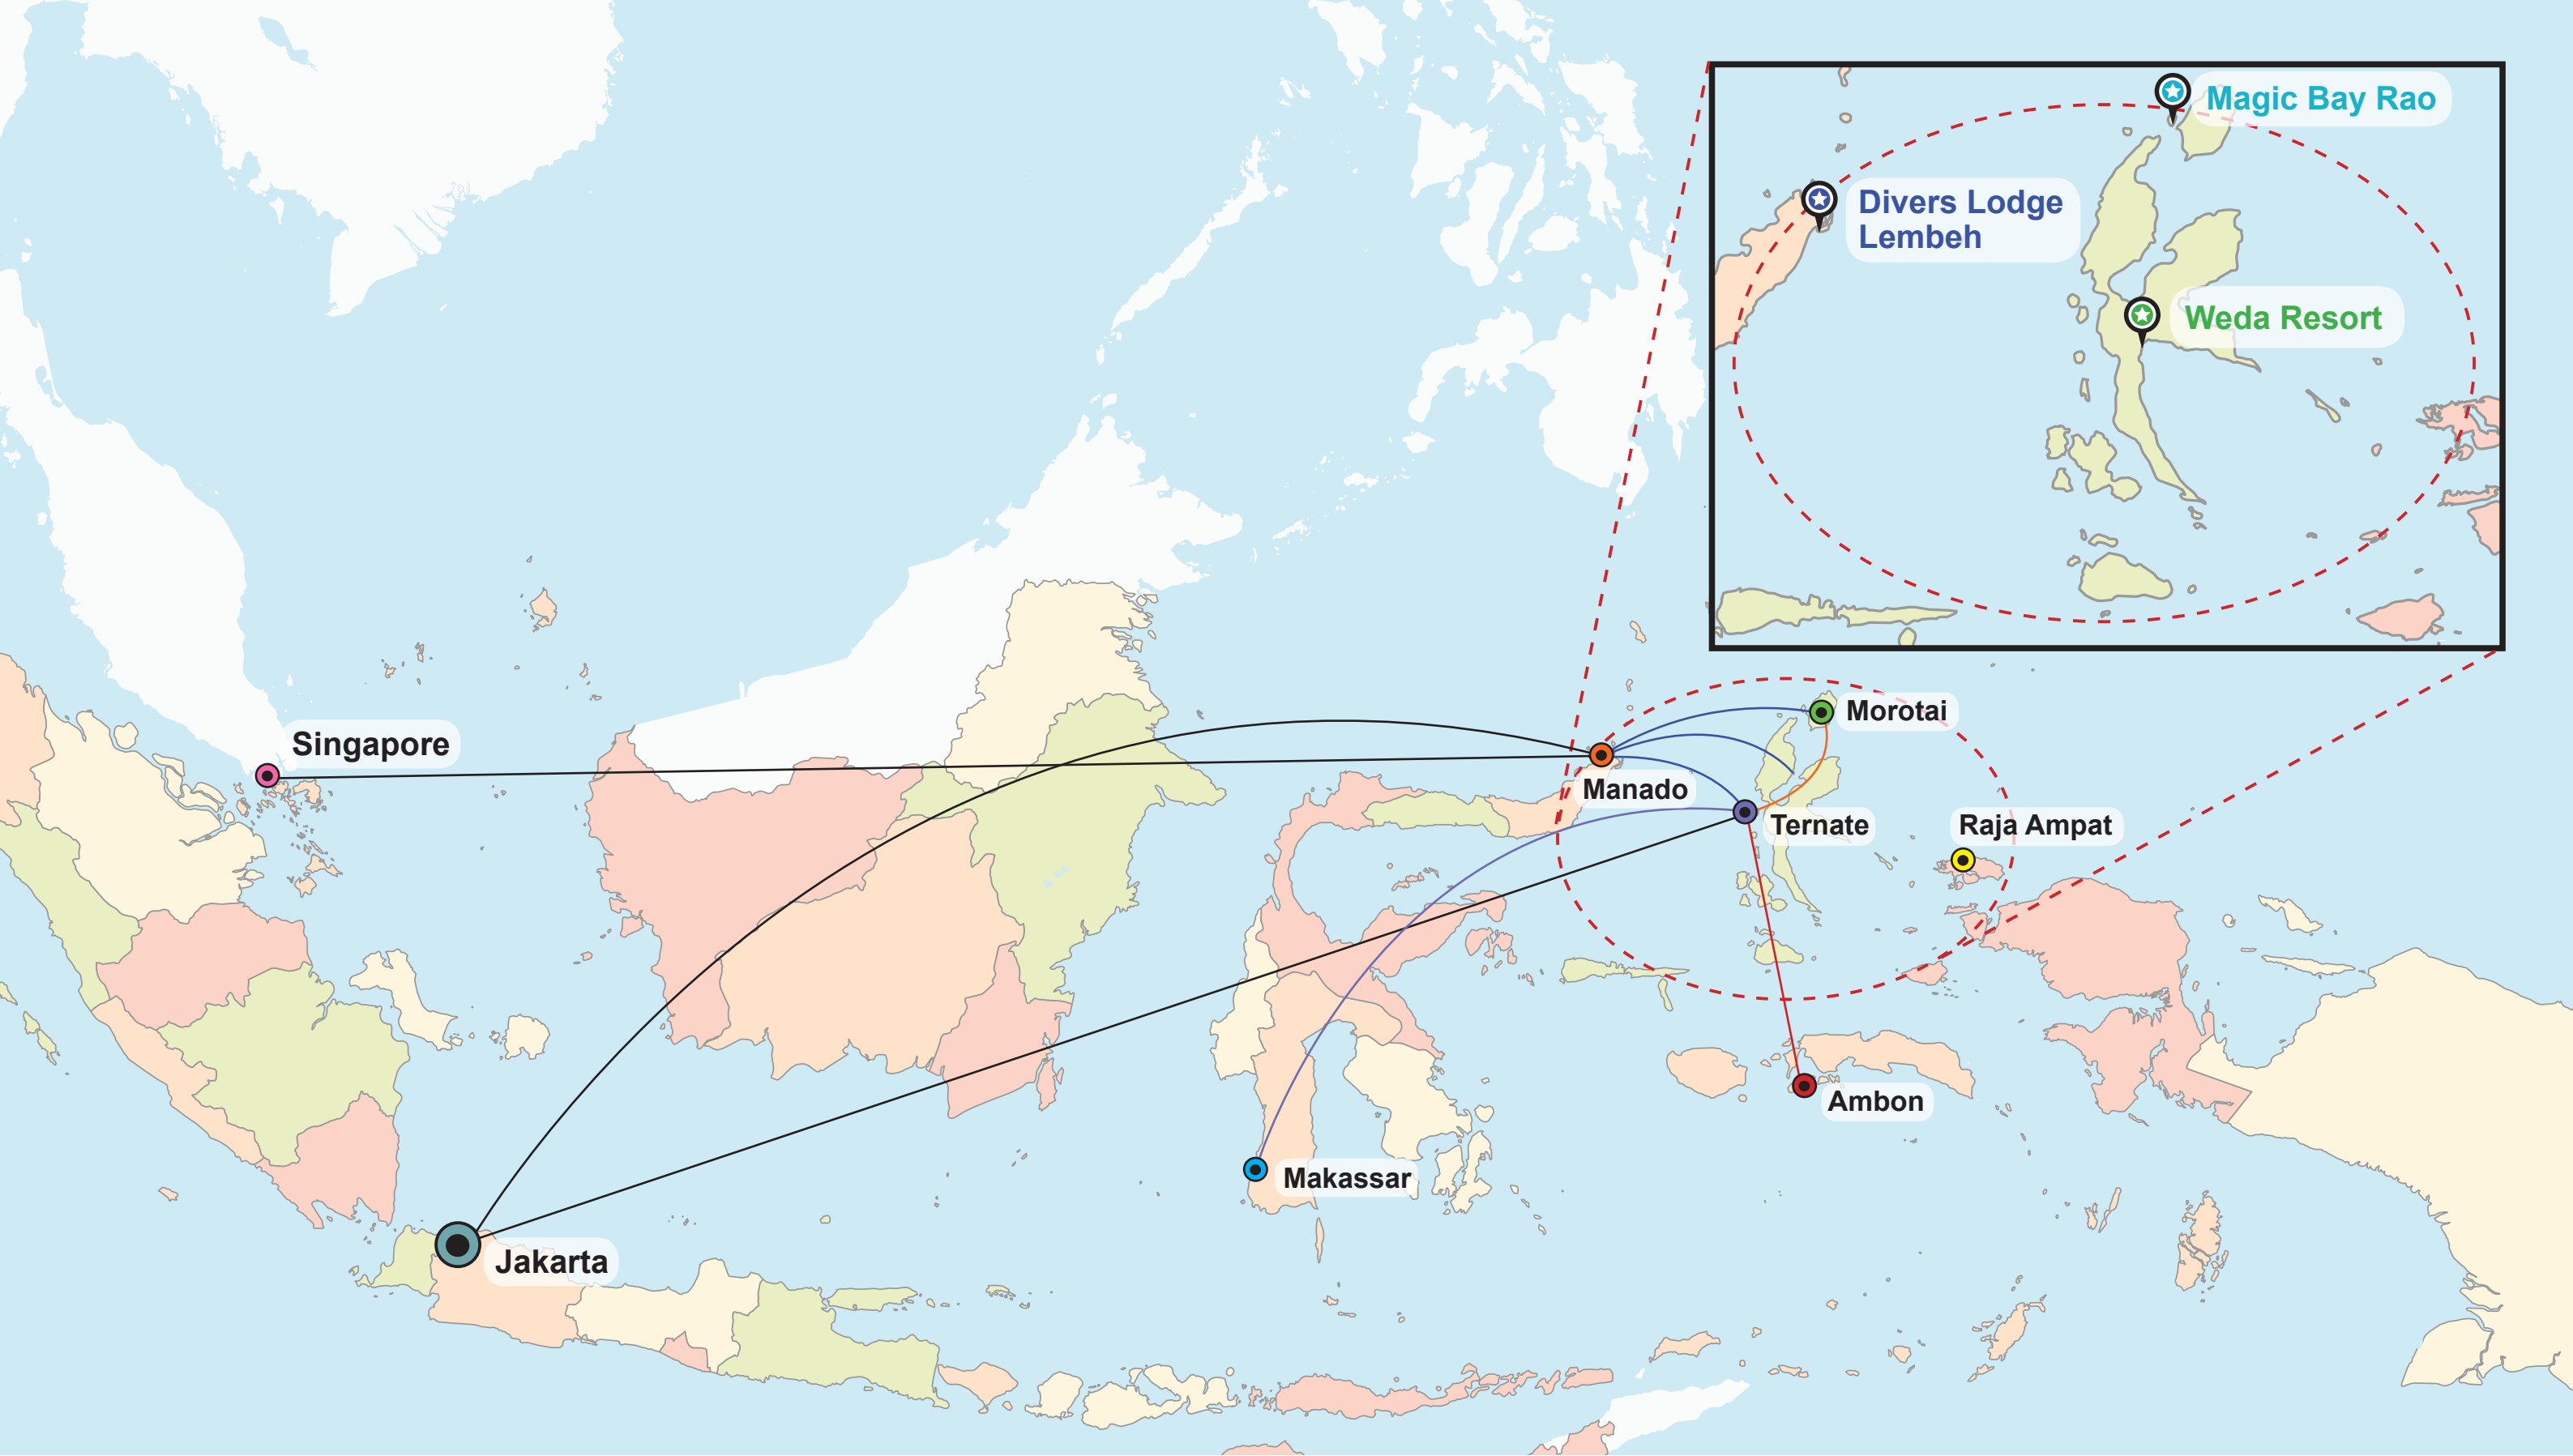 Magic Bay Rao
Divers Lodge
Lembeh
Weda Resort
Singapore
Morotai
Manado
Ternate
Raja Ampat
Ambon
Makassar
Jakarta